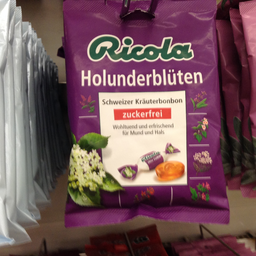 Ricola
Holunderblüten
Schweizer Kräuterbonbon
zuckerfrei
Wohltuend und erfrischend
für Mund und Hals